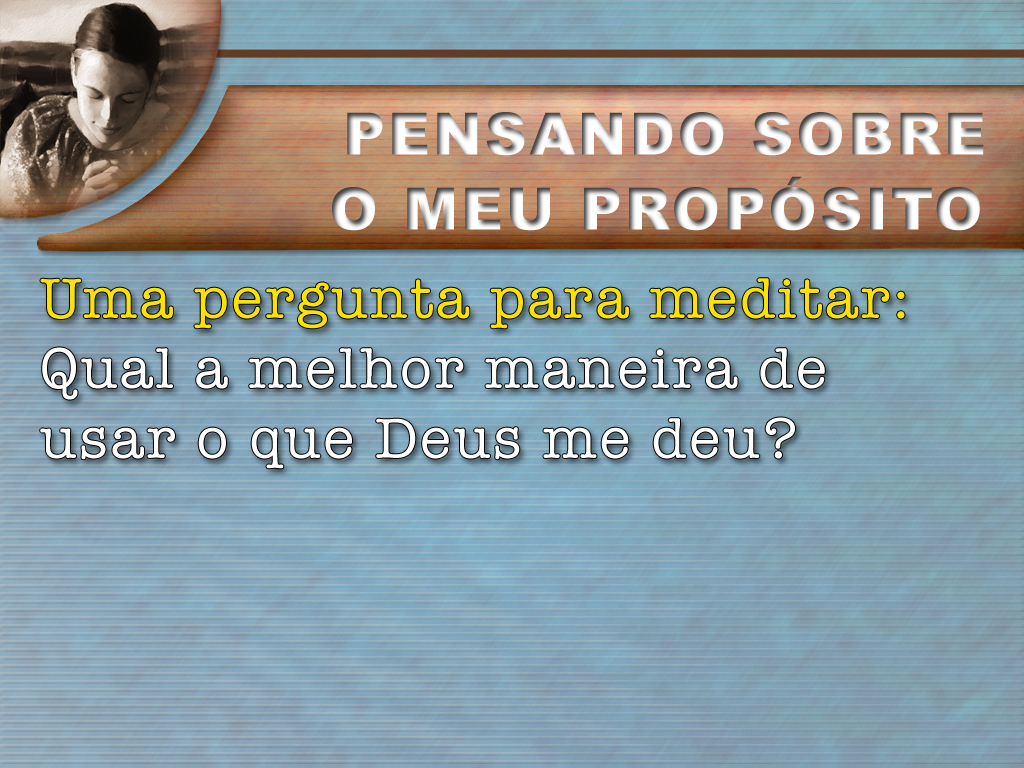 PENSANDO SOBRE
O MEU PROPÓSITO
Uma pergunta para meditar:
Qual a melhor maneira de
usar o que Deus me deu?